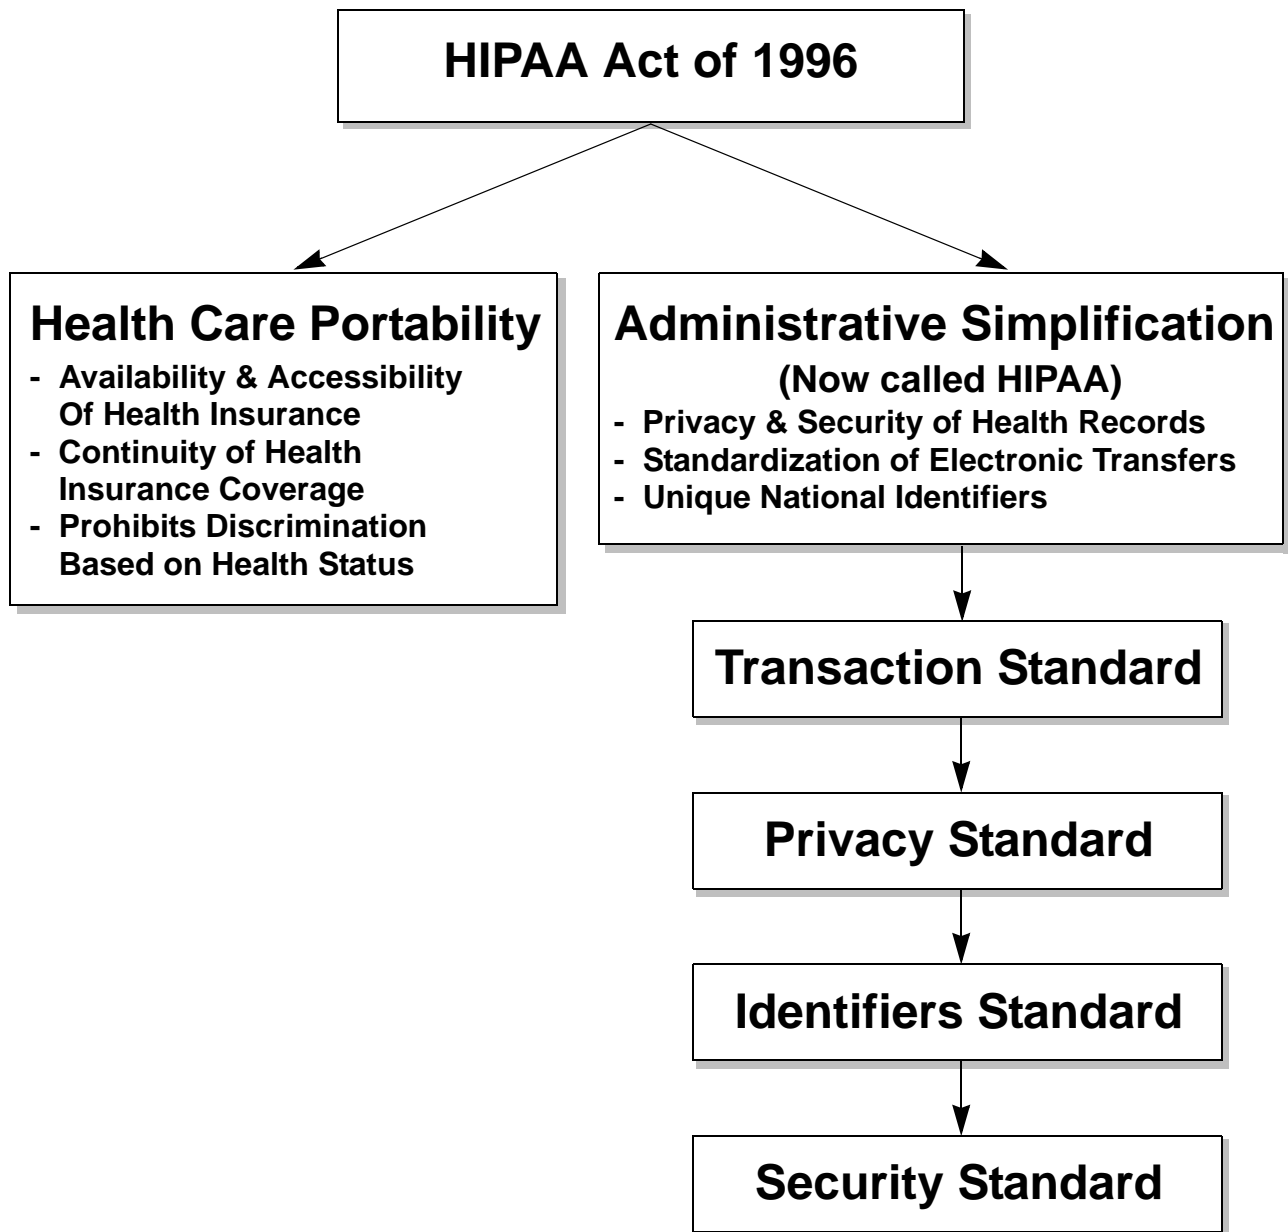 HIPAA Act of 1996
Health Care Portability
- Availability & Accessibility
Of Health Insurance
- Continuity of Health
Insurance Coverage
- Prohibits Discrimination
Based on Health Status
Administrative Simplification
(Now called HIPAA)
- Privacy & Security of Health Records
- Standardization of Electronic Transfers
- Unique National Identifiers
Transaction Standard
Privacy Standard
Identifiers Standard
Security Standard